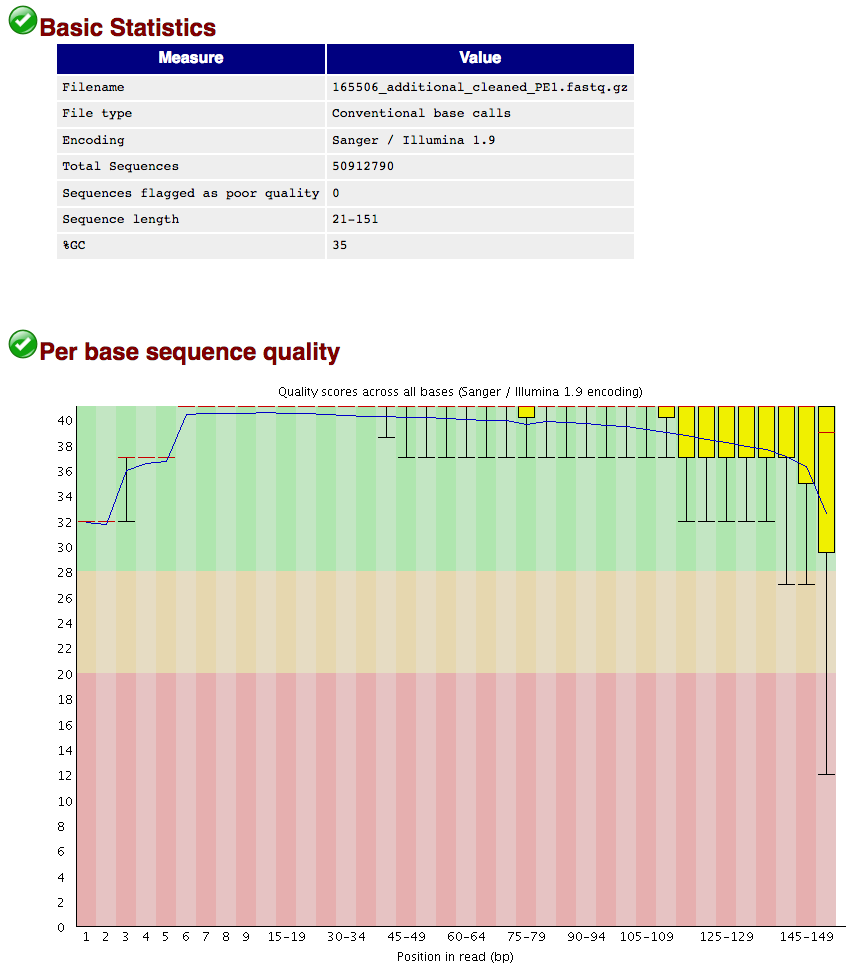 Basic Statistics
Measure Value
Filename 165506_additional_cleaned_PE1.fastq.gz
File type Conventional base calls
Encoding Sanger / Illumina 1.9
Total Sequences 50912790
Sequences flagged as poor quality 0
Sequence length 21-151
%GC 35
Per base sequence quality
Quality scores across all bases (Sanger / Illumina 1.9 encoding)
40
38
36
34
32
30
28
26
24
22
20
18
16
14
12
10
8
6
4
2
0
1 2 3 4 5 6 7 8 9 15-19 30-34 45-49 60-64 75-79 90-94 105-109 125-129 145-149
Position in read (bp)